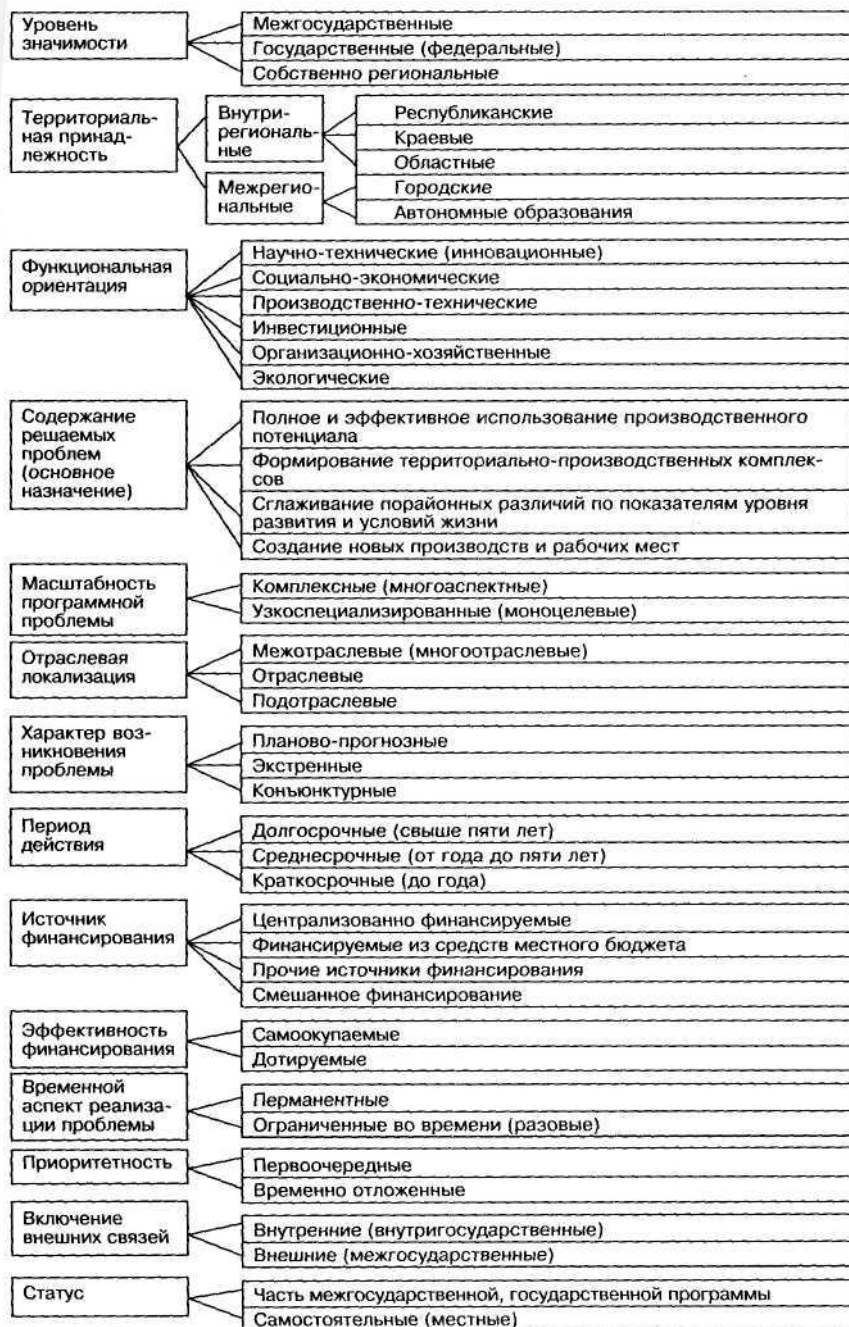 Уровень
значимости
Межгосударственные
Государственные (федеральные)
Собственно региональные
Территориаль-
ная принад-
лежность
Внутри-
региональ-
ные
Республиканские
Краевые
Областные
Межрегио-
нальные
Городские
Автономные образования
Функциональная
ориентация
Научно-технические (инновационные)
Социально-экономические
Производственно-технические
Инвестиционные
Организационно-хозяйственные
Экологические
Содержание
решаемых
проблем
(основное
назначение)
Полное и эффективное использование производственного
потенциала
Формирование территориально-производственных комплек-
сов
Сглаживание порайонных различий по показателям уровня
развития и условий жизни
Создание новых производств и рабочих мест
Масштабность
программной
проблемы
Комплексные (многоаспектные)
Узкоспециализированные (моноцелевые)
Отраслевая
локализация
Межотраслевые (многоотраслевые)
Отраслевые
Подотраслевые
Характер воз-
никновения
проблемы
Планово-прогнозные
Экстренные
Конъюнктурные
Период
действия
Долгосрочные (свыше пяти лет)
Среднесрочные (от года до пяти лет)
Краткосрочные (до года)
Источник
финансирования
Централизованно финансируемые
Финансируемые из средств местного бюджета
Прочие источники финансирования
Смешанное финансирование
Эффективность
финансирования
Самоокупаемые
Дотируемые
Временной
аспект реализа-
ции проблемы
Перманентные
Ограниченные во времени (разовые)
Приоритетность
Первоочередные
Временно отложенные
Включение
внешних связей
Внутренние (внутригосударственные)
Внешние (межгосударственные)
Статус
Часть межгосударственной, государственной программы
Самостоятельные (местные)